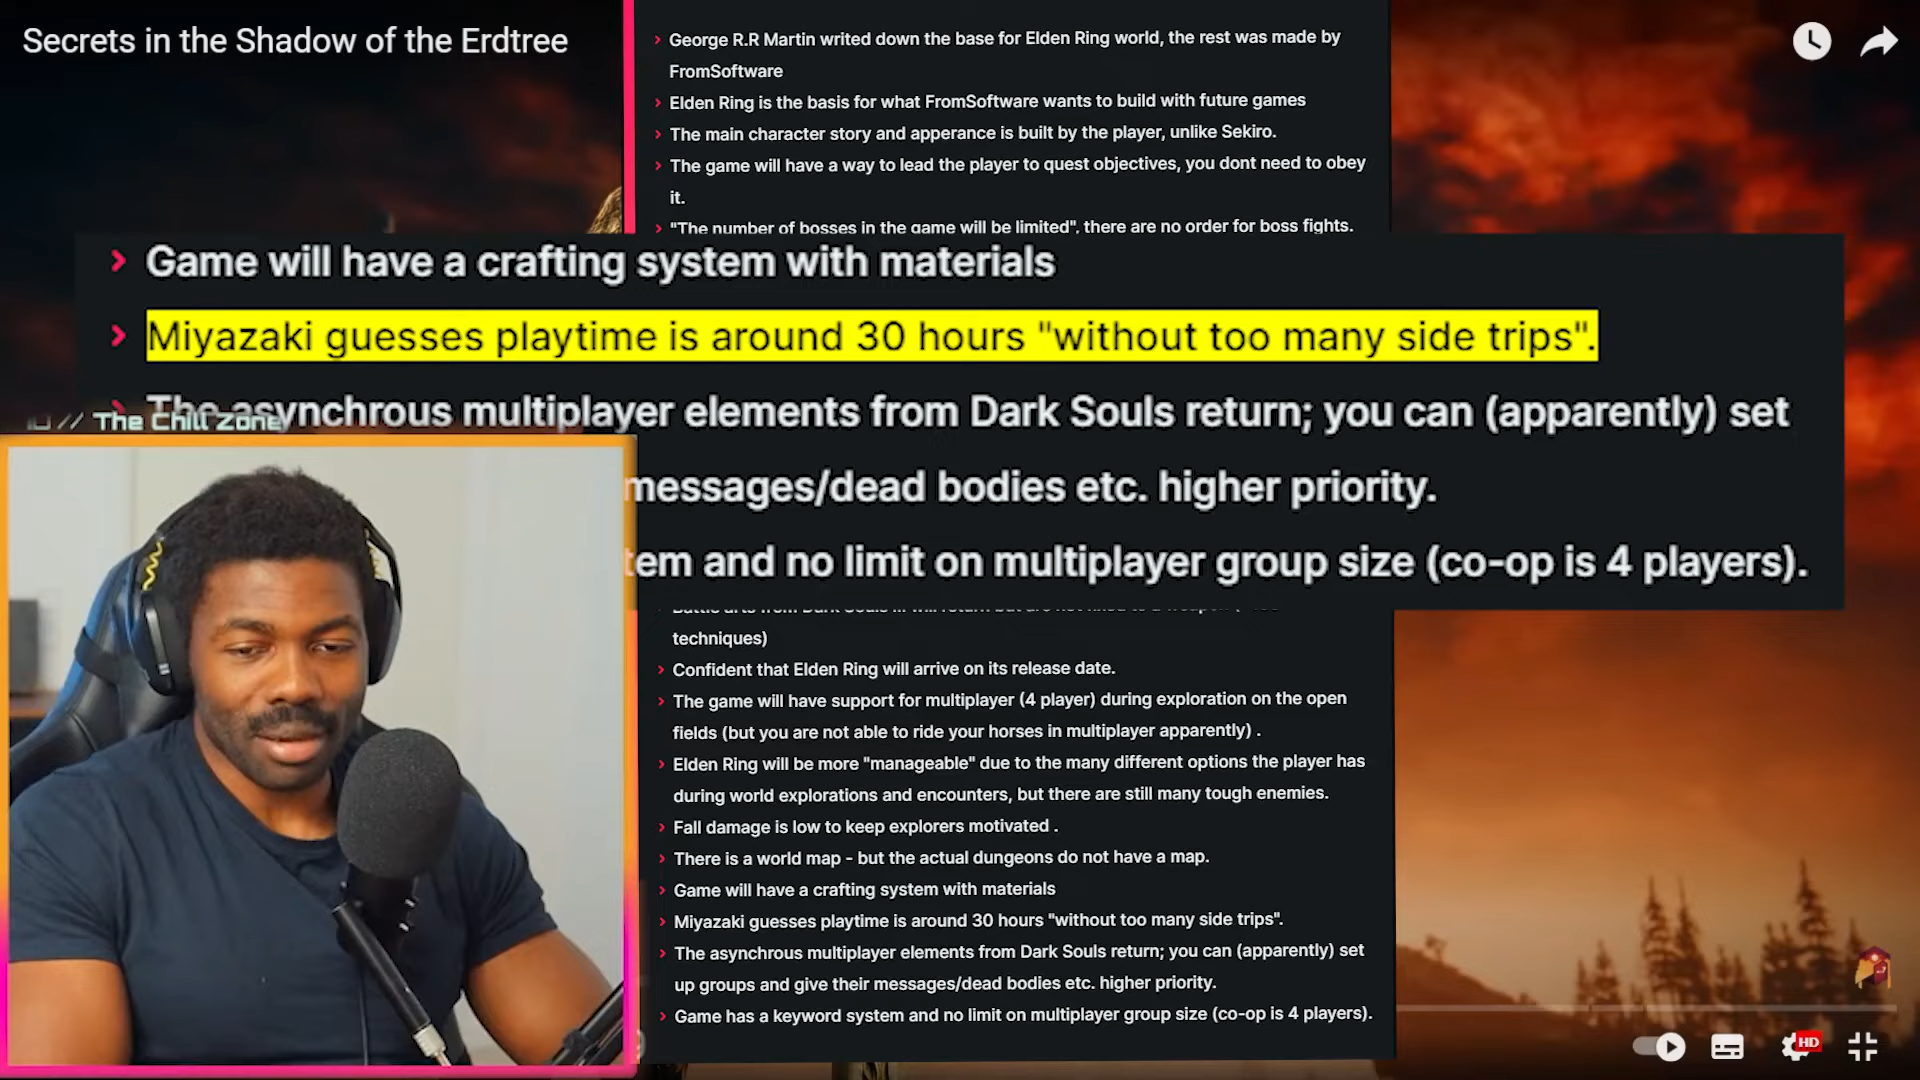 Secrets in the Shadow of the Erdtree
George R.R Martin writed down the base for Elden Ring world, the rest was made by
FromSoftware
Elden Ring is the basis for what FromSoftware wants to build with future games
The main character story and apperance is built by the player, unlike Sekiro.
The game will have a way to lead the player to quest objectives, you dont need to obey
it.
"The number of bosses in the game will be limited", there are no order for boss fights.
Game will have a crafting system with materials
Miyazaki guesses playtime is around 30 hours "without too many side trips".
The asynchrous multiplayer elements from Dark Souls return; you can (apparently) set
// The Chill Zone
messages/dead bodies etc. higher priority.
tem and no limit on multiplayer group size (co-op is 4 players).
Battle arts from Dark Souls III will return but are not
techniques)
Confident that Elden Ring will arrive on its release date.
The game will have support for multiplayer (4 player) during exploration on the open
fields (but you are not able to ride your horses in multiplayer apparently) .
Elden Ring will be more "manageable" due to the many different options the player has
during world explorations and encounters, but there are still many tough enemies.
Fall damage is low to keep explorers motivated .
There is a world map - but the actual dungeons do not have a map.
Game will have a crafting system with materials
Miyazaki guesses playtime is around 30 hours "without too many side trips".
The asynchrous multiplayer elements from Dark Souls return; you can (apparently) set
up groups and give their messages/dead bodies etc. higher priority.
Game has a keyword system and no limit on multiplayer group size (co-op is 4 players).
HD